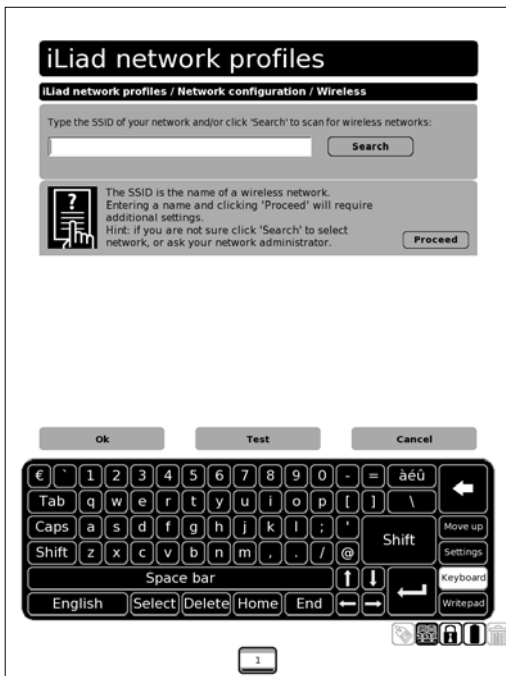 iLiad network profiles
iLiad network profiles / Network configuration / Wireless
Type the SSID of your network and/or click 'Search' to scan for wireless networks:
Search
The SSID is the name of a wireless network.
Entering a name and clicking 'Proceed' will require
additional settings.
Hint: if you are not sure click 'Search' to select
network, or ask your network administrator.
Proceed
?
Ok Test Cancel
€ ` 1 2 3 4 5 6 7 8 9 0 - = àéû
Tab q w e r t y u i o p [ ] \
Caps a s d f g h j k l ; ' Shift Move up
Shift z x c v b n m , . / @ Settings
Space bar Keyboard
English Select Delete Home End Writepad
1